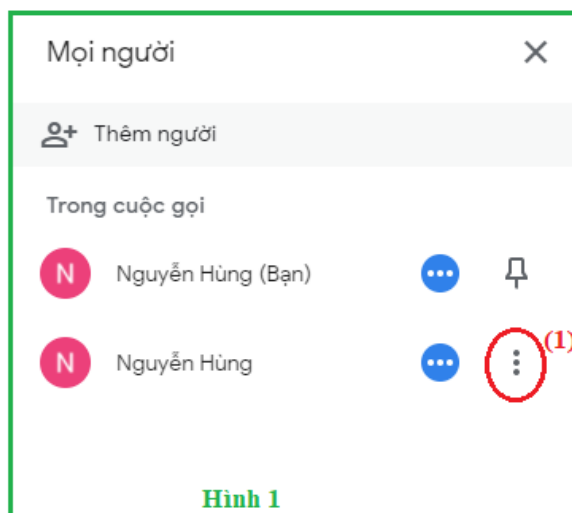 Mọi người
Thêm người
Trong cuộc gọi
N Nguyễn Hùng (Bạn)
N Nguyễn Hùng
(1)
Hình 1